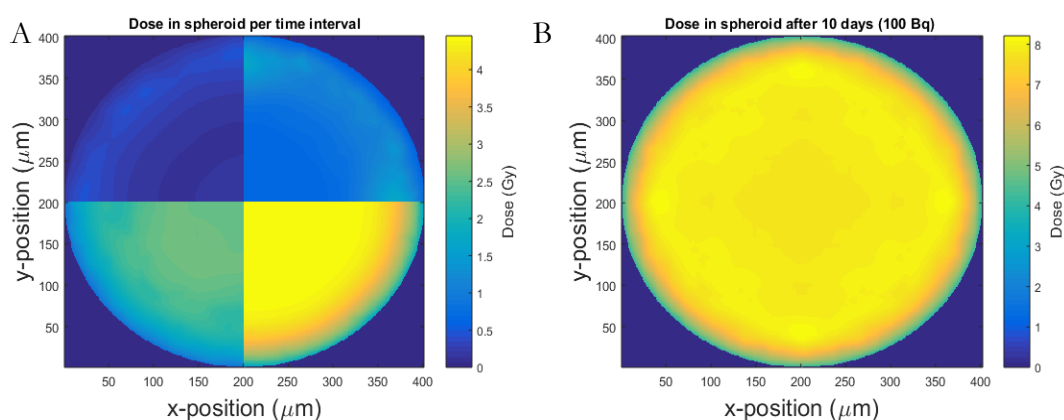 A
Dose in spheroid per time interval
400
350
300
250
200
150
100
50
y-position (μm)
50 100 150 200 250 300 350 400
x-position (μm)
4
3.5
3
2.5
2
1.5
1
0.5
0
Dose (Gy)
B
Dose in spheroid after 10 days (100 Bq)
400
350
300
250
200
150
100
50
y-position (μm)
50 100 150 200 250 300 350 400
x-position (μm)
8
7
6
5
4
3
2
1
0
Dose (Gy)